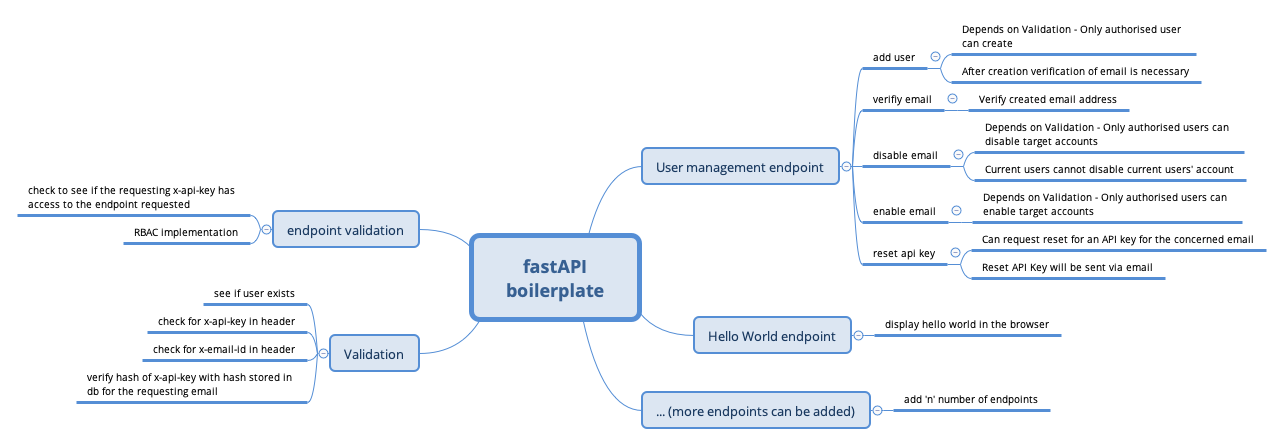 fastAPI
boilerplate
User management endpoint
add user
Depends on Validation - Only authorised user
can create
After creation verification of email is necessary
verifiy email
Verify created email address
disable email
Depends on Validation - Only authorised users can
disable target accounts
Current users cannot disable current users' account
enable email
Depends on Validation - Only authorised users can
enable target accounts
reset api key
Can request reset for an API key for the concerned email
Reset API Key will be sent via email
Hello World endpoint
display hello world in the browser
... (more endpoints can be added)
add 'n' number of endpoints
endpoint validation
check to see if the requesting x-api-key has
access to the endpoint requested
RBAC implementation
Validation
see if user exists
check for x-api-key in header
check for x-email-id in header
verify hash of x-api-key with hash stored in
db for the requesting email